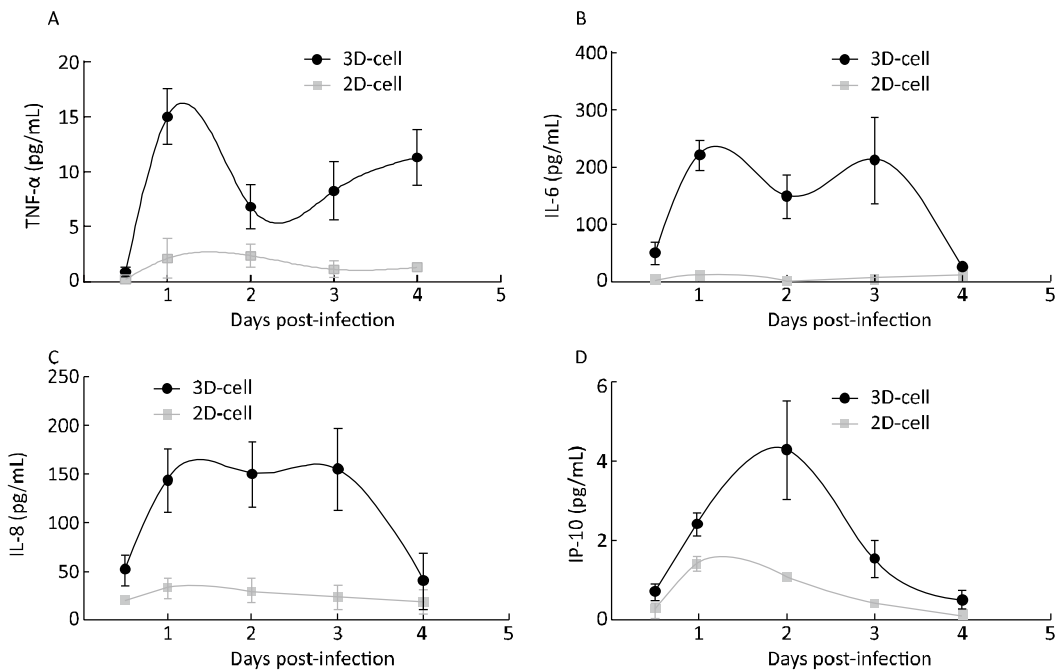 A
3D-cell
2D-cell
20
15
10
5
0
TNF-α (pg/mL)
1 2 3 4 5
Days post-infection
B
3D-cell
2D-cell
400
300
200
100
0
IL-6 (pg/mL)
1 2 3 4 5
Days post-infection
C
3D-cell
2D-cell
250
200
150
100
50
0
IL-8 (pg/mL)
1 2 3 4 5
Days post-infection
D
3D-cell
2D-cell
6
4
2
0
IP-10 (pg/mL)
1 2 3 4 5
Days post-infection